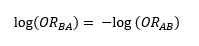 log(OR_BA) = −log (OR_AB)